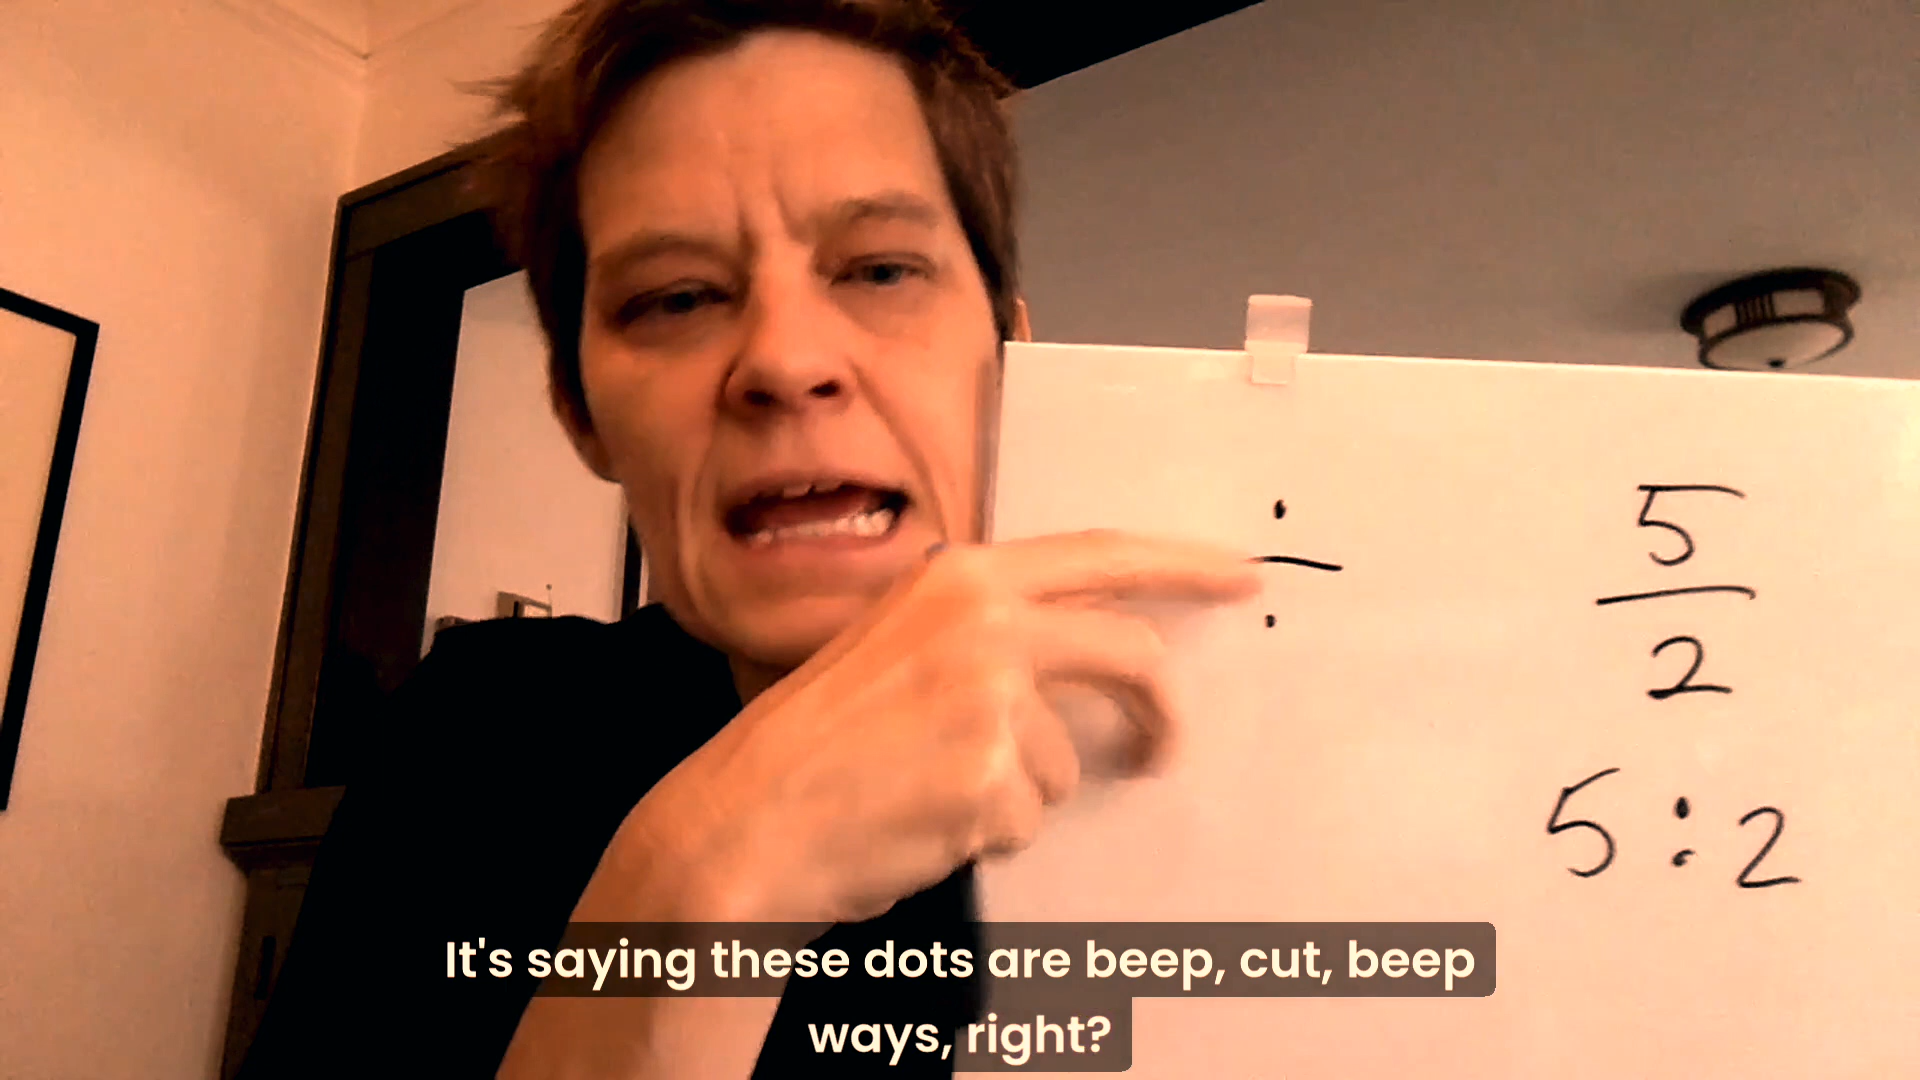 ÷
5
2
5:2
It's saying these dots are beep, cut, beep
ways, right?